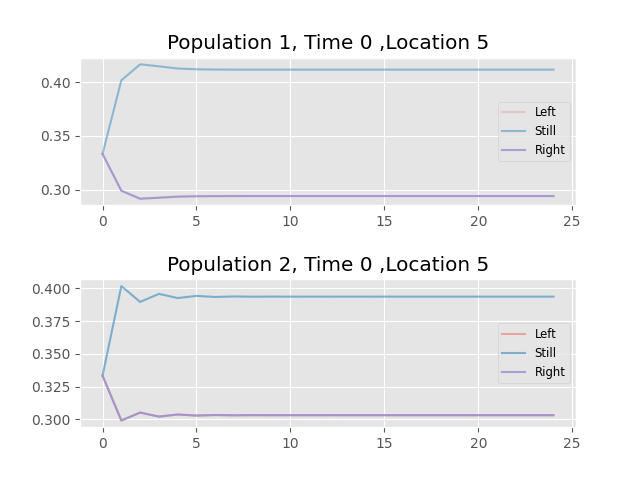 Population 1, Time 0 ,Location 5
0.40
0.35
0.30
Left
Still
Right
0 5 10 15 20 25
Population 2, Time 0 ,Location 5
0.400
0.375
0.350
0.325
0.300
Left
Still
Right
0 5 10 15 20 25